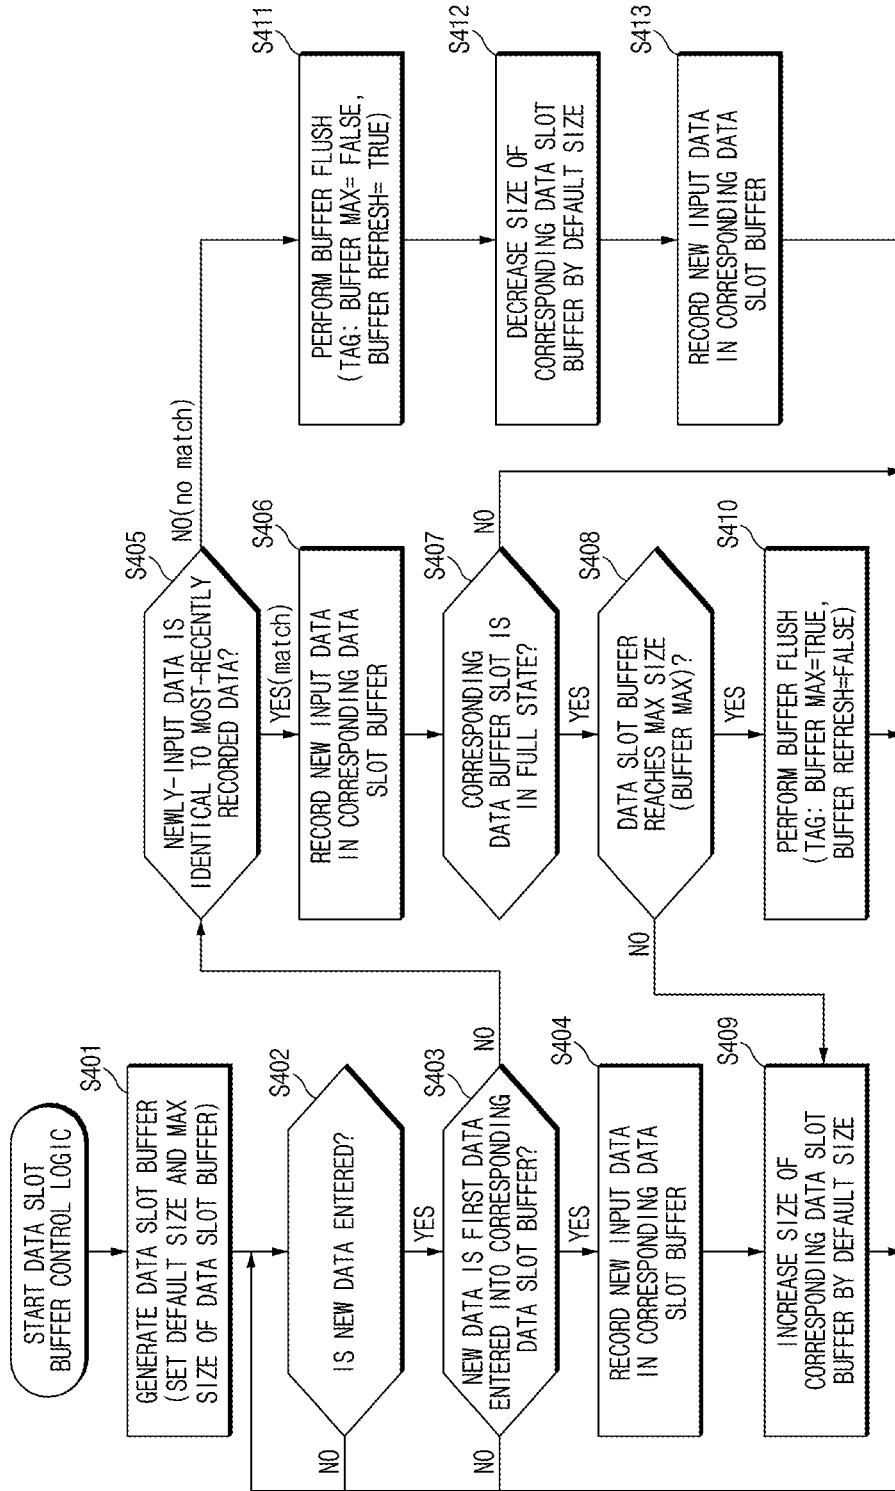 START DATA SLOT
BUFFER CONTROL LOGIC
S401
GENERATE DATA SLOT BUFFER
(SET DEFAULT SIZE AND MAX
SIZE OF DATA SLOT BUFFER)
S402
IS NEW DATA ENTERED?
NO
YES
S403
NEW DATA IS FIRST DATA
ENTERED INTO CORRESPONDING
DATA SLOT BUFFER?
NO
NO
YES
S404
RECORD NEW INPUT DATA
IN CORRESPONDING DATA
SLOT BUFFER
S409
INCREASE SIZE OF
CORRESPONDING DATA SLOT
BUFFER BY DEFAULT SIZE
S405
NEWLY-INPUT DATA IS
IDENTICAL TO MOST-RECENTLY
RECORDED DATA?
NO(no match)
YES(match)
S406
RECORD NEW INPUT DATA
IN CORRESPONDING DATA
SLOT BUFFER
S407
CORRESPONDING
DATA BUFFER SLOT IS
IN FULL STATE?
NO
YES
S408
DATA SLOT BUFFER
REACHES MAX SIZE
(BUFFER MAX)?
NO
YES
S410
PERFORM BUFFER FLUSH
(TAG: BUFFER MAX=TRUE,
BUFFER REFRESH=FALSE)
S411
PERFORM BUFFER FLUSH
(TAG: BUFFER MAX= FALSE,
BUFFER REFRESH= TRUE)
S412
DECREASE SIZE OF
CORRESPONDING DATA SLOT
BUFFER BY DEFAULT SIZE
S413
RECORD NEW INPUT DATA
IN CORRESPONDING DATA
SLOT BUFFER